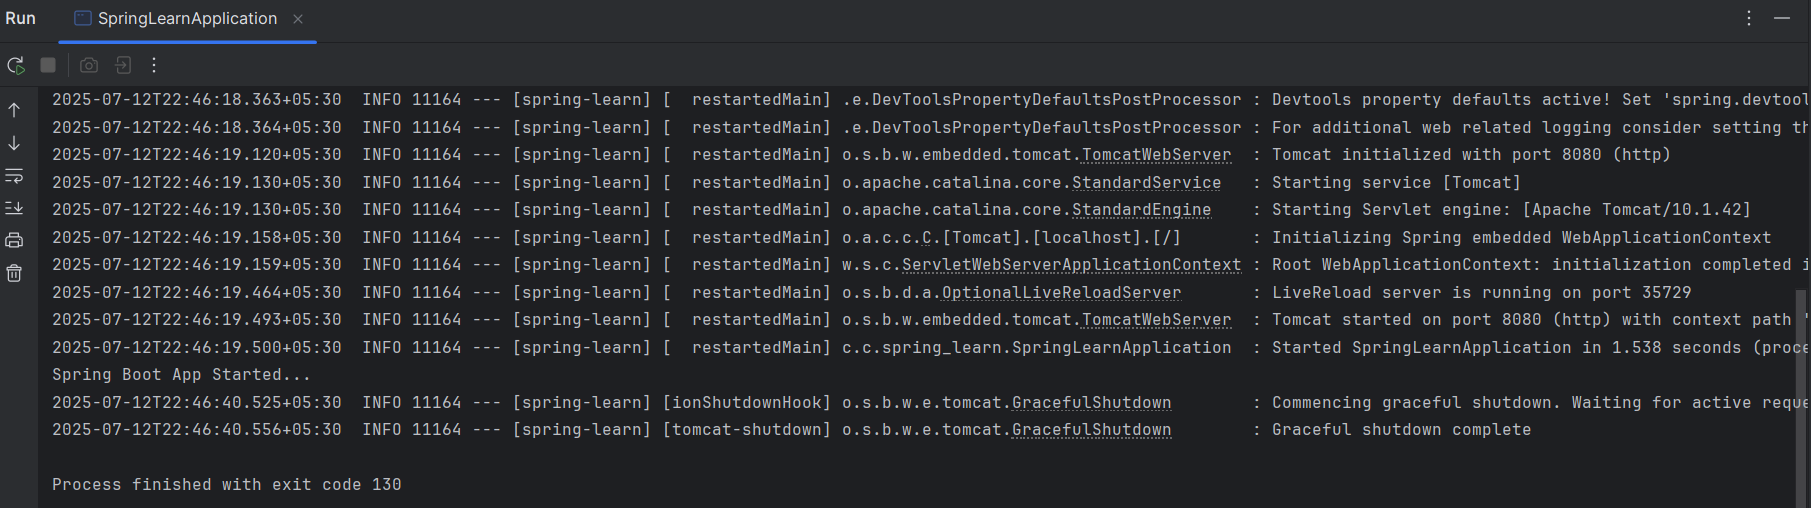 Run SpringLearnApplication
2025-07-12T22:46:18.363+05:30  INFO 11164 --- [spring-learn] [  restartedMain] .e.DevToolsPropertyDefaultsPostProcessor : Devtools property defaults active! Set 'spring.devtool
2025-07-12T22:46:18.364+05:30  INFO 11164 --- [spring-learn] [  restartedMain] .e.DevToolsPropertyDefaultsPostProcessor : For additional web related logging consider setting th
2025-07-12T22:46:19.120+05:30  INFO 11164 --- [spring-learn] [  restartedMain] o.s.b.w.embedded.tomcat.TomcatWebServer  : Tomcat initialized with port 8080 (http)
2025-07-12T22:46:19.130+05:30  INFO 11164 --- [spring-learn] [  restartedMain] o.apache.catalina.core.StandardService   : Starting service [Tomcat]
2025-07-12T22:46:19.130+05:30  INFO 11164 --- [spring-learn] [  restartedMain] o.apache.catalina.core.StandardEngine    : Starting Servlet engine: [Apache Tomcat/10.1.42]
2025-07-12T22:46:19.158+05:30  INFO 11164 --- [spring-learn] [  restartedMain] o.a.c.c.C.[Tomcat].[localhost].[/]       : Initializing Spring embedded WebApplicationContext
2025-07-12T22:46:19.159+05:30  INFO 11164 --- [spring-learn] [  restartedMain] w.s.c.ServletWebServerApplicationContext : Root WebApplicationContext: initialization completed i
2025-07-12T22:46:19.464+05:30  INFO 11164 --- [spring-learn] [  restartedMain] o.s.b.d.a.OptionalLiveReloadServer       : LiveReload server is running on port 35729
2025-07-12T22:46:19.493+05:30  INFO 11164 --- [spring-learn] [  restartedMain] o.s.b.w.embedded.tomcat.TomcatWebServer  : Tomcat started on port 8080 (http) with context path '
2025-07-12T22:46:19.500+05:30  INFO 11164 --- [spring-learn] [  restartedMain] c.c.spring_learn.SpringLearnApplication  : Started SpringLearnApplication in 1.538 seconds (proce
Spring Boot App Started...
2025-07-12T22:46:40.525+05:30  INFO 11164 --- [spring-learn] [ionShutdownHook] o.s.b.w.e.tomcat.GracefulShutdown        : Commencing graceful shutdown. Waiting for active reque
2025-07-12T22:46:40.556+05:30  INFO 11164 --- [spring-learn] [tomcat-shutdown] o.s.b.w.e.tomcat.GracefulShutdown        : Graceful shutdown complete
Process finished with exit code 130